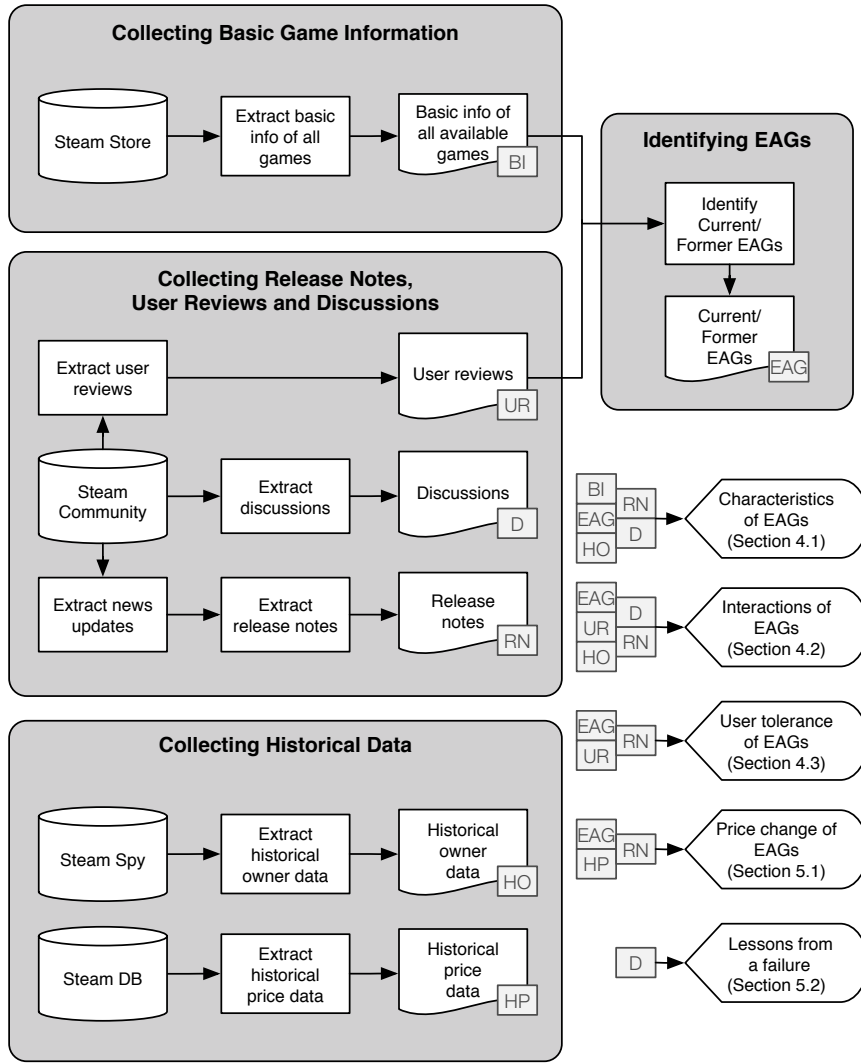 Collecting Basic Game Information
Steam Store
Extract basic
info of all
games
Basic info of
all available
games
BI
Identifying EAGs
Identify
Current/
Former EAGs
Current/
Former
EAGs
EAG
Collecting Release Notes,
User Reviews and Discussions
Extract user
reviews
User reviews
UR
Steam
Community
Extract
discussions
Discussions
D
Extract news
updates
Extract
release notes
Release
notes
RN
Collecting Historical Data
Steam Spy
Extract
historical
owner data
Historical
owner
data
HO
Steam DB
Extract
historical
price data
Historical
price
data
HP
BI
EAG
HO
RN
D
Characteristics
of EAGs
(Section 4.1)
EAG
UR
HO
D
RN
Interactions of
EAGs
(Section 4.2)
EAG
UR
RN
User tolerance
of EAGs
(Section 4.3)
EAG
HP
RN
Price change of
EAGs
(Section 5.1)
D
Lessons from
a failure
(Section 5.2)